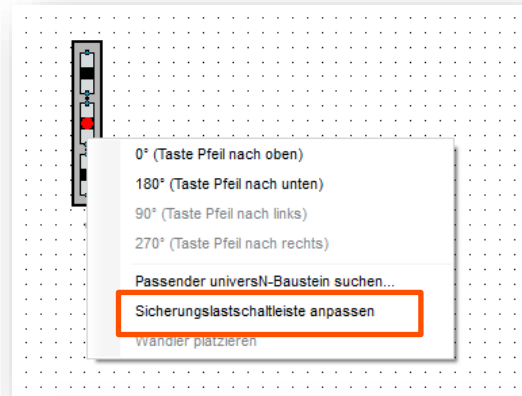 0° (Taste Pfeil nach oben)
180° (Taste Pfeil nach unten)
90° (Taste Pfeil nach links)
270° (Taste Pfeil nach rechts)
Passender universN-Baustein suchen...
Sicherungslastschaltleiste anpassen
Wandler platzieren